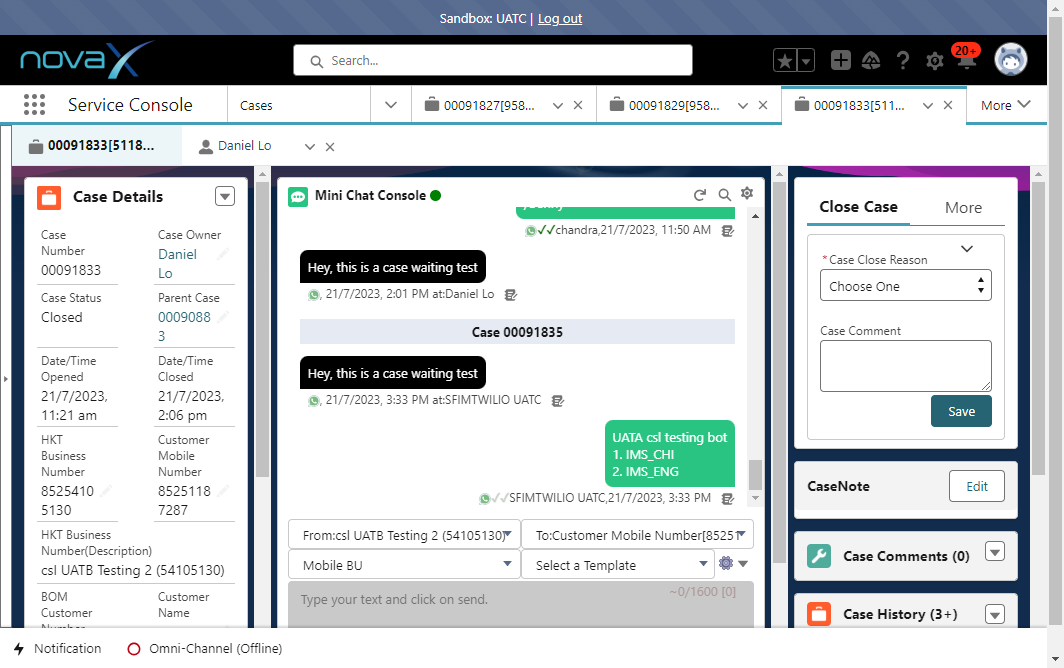 Sandbox: UATC | Log out
novaX
Search...
20+
Service Console
Cases
00091827[958...
00091829[958...
00091833[511...
More
00091833[5118...
Daniel Lo
Case Details
Case
Number
00091833
Case Owner
Daniel
Lo
Case Status
Closed
Parent Case
0009088
3
Date/Time
Opened
21/7/2023,
11:21 am
Date/Time
Closed
21/7/2023,
2:06 pm
HKT
Business
Number
8525410
5130
Customer
Mobile
Number
8525118
7287
HKT Business
Number(Description)
csl UATB Testing 2 (54105130)
BOM
Customer
Number
Customer
Name
Mini Chat Console
chandra,21/7/2023, 11:50 AM
Hey, this is a case waiting test
, 21/7/2023, 2:01 PM at:Daniel Lo
Case 00091835
Hey, this is a case waiting test
, 21/7/2023, 3:33 PM at:SFIMTWILIO UATC
UATA csl testing bot
1. IMS_CHI
2. IMS_ENG
SFIMTWILIO UATC,21/7/2023, 3:33 PM
From:csl UATB Testing 2 (54105130)
To:Customer Mobile Number[85251
Mobile BU
Select a Template
~0/1600 [0]
Type your text and click on send.
Close Case
More
*Case Close Reason
Choose One
Case Comment
Save
CaseNote
Edit
Case Comments (0)
Case History (3+)
Notification
Omni-Channel (Offline)